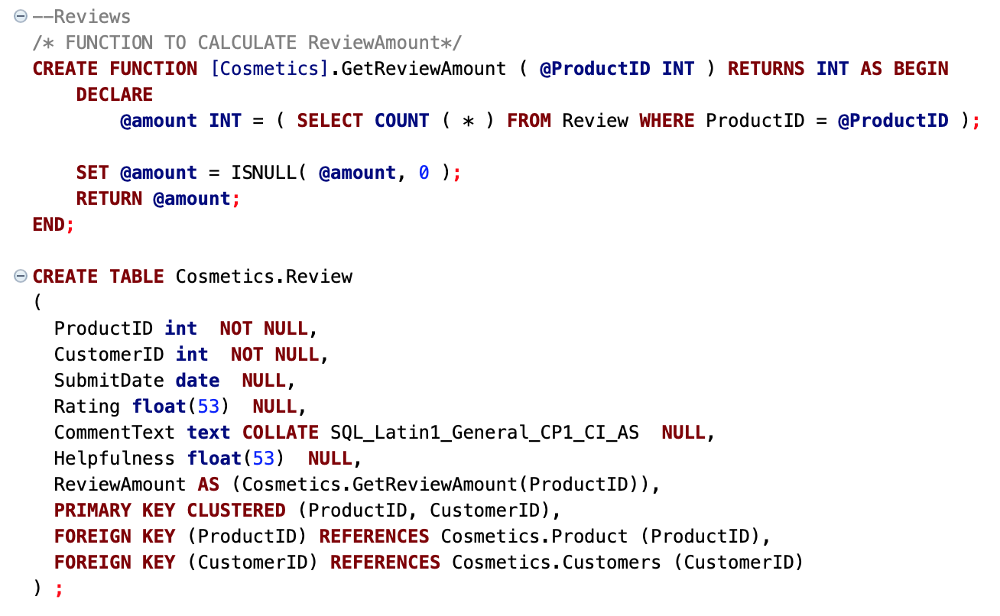 --Reviews
/* FUNCTION TO CALCULATE ReviewAmount*/
CREATE FUNCTION [Cosmetics].GetReviewAmount ( @ProductID INT ) RETURNS INT AS BEGIN
    DECLARE
        @amount INT = ( SELECT COUNT ( * ) FROM Review WHERE ProductID = @ProductID );
    SET @amount = ISNULL( @amount, 0 );
    RETURN @amount;
END;
CREATE TABLE Cosmetics.Review
(
  ProductID int  NOT NULL,
  CustomerID int  NOT NULL,
  SubmitDate date  NULL,
  Rating float(53)  NULL,
  CommentText text COLLATE SQL_Latin1_General_CP1_CI_AS  NULL,
  Helpfulness float(53)  NULL,
  ReviewAmount AS (Cosmetics.GetReviewAmount(ProductID)),
  PRIMARY KEY CLUSTERED (ProductID, CustomerID),
  FOREIGN KEY (ProductID) REFERENCES Cosmetics.Product (ProductID),
  FOREIGN KEY (CustomerID) REFERENCES Cosmetics.Customers (CustomerID)
) ;